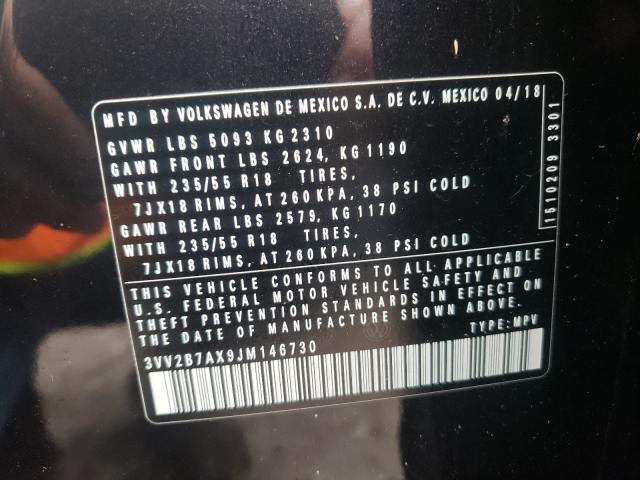 MFD BY VOLKSWAGEN DE MEXICO S.A. DE C.V. MEXICO 04/18
GVWR LBS 5093 KG 2310
GAWR FRONT LBS 2624, KG 1190
WITH 235/55 R18 TIRES,
7JX18 RIMS, AT 260 KPA, 38 PSI COLD
GAWR REAR LBS 2579, KG 1170
WITH 235/55 R18 TIRES,
7JX18 RIMS, AT 260 KPA, 38 PSI COLD
THIS VEHICLE CONFORMS TO ALL APPLICABLE
U.S. FEDERAL MOTOR VEHICLE SAFETY AND
THEFT PREVENTION STANDARDS IN EFFECT ON
THE DATE OF MANUFACTURE SHOWN ABOVE.
3VV2B7AX9JM146730 TYPE: MPV
1510209 3301